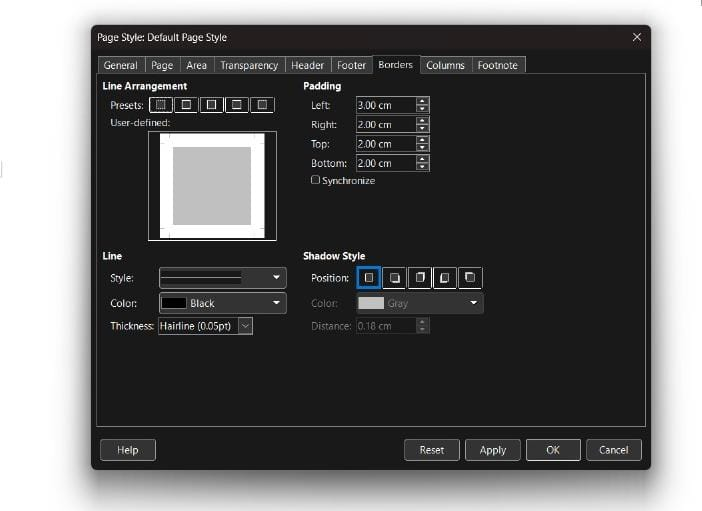 Page Style: Default Page Style
General Page Area Transparency Header Footer Borders Columns Footnote
Line Arrangement
Presets:
User-defined:
Padding
Left: 3.00 cm
Right: 2.00 cm
Top: 2.00 cm
Bottom: 2.00 cm
Synchronize
Line
Style:
Color: Black
Thickness: Hairline (0.05pt)
Shadow Style
Position:
Color: Gray
Distance: 0.18 cm
Help Reset Apply OK Cancel